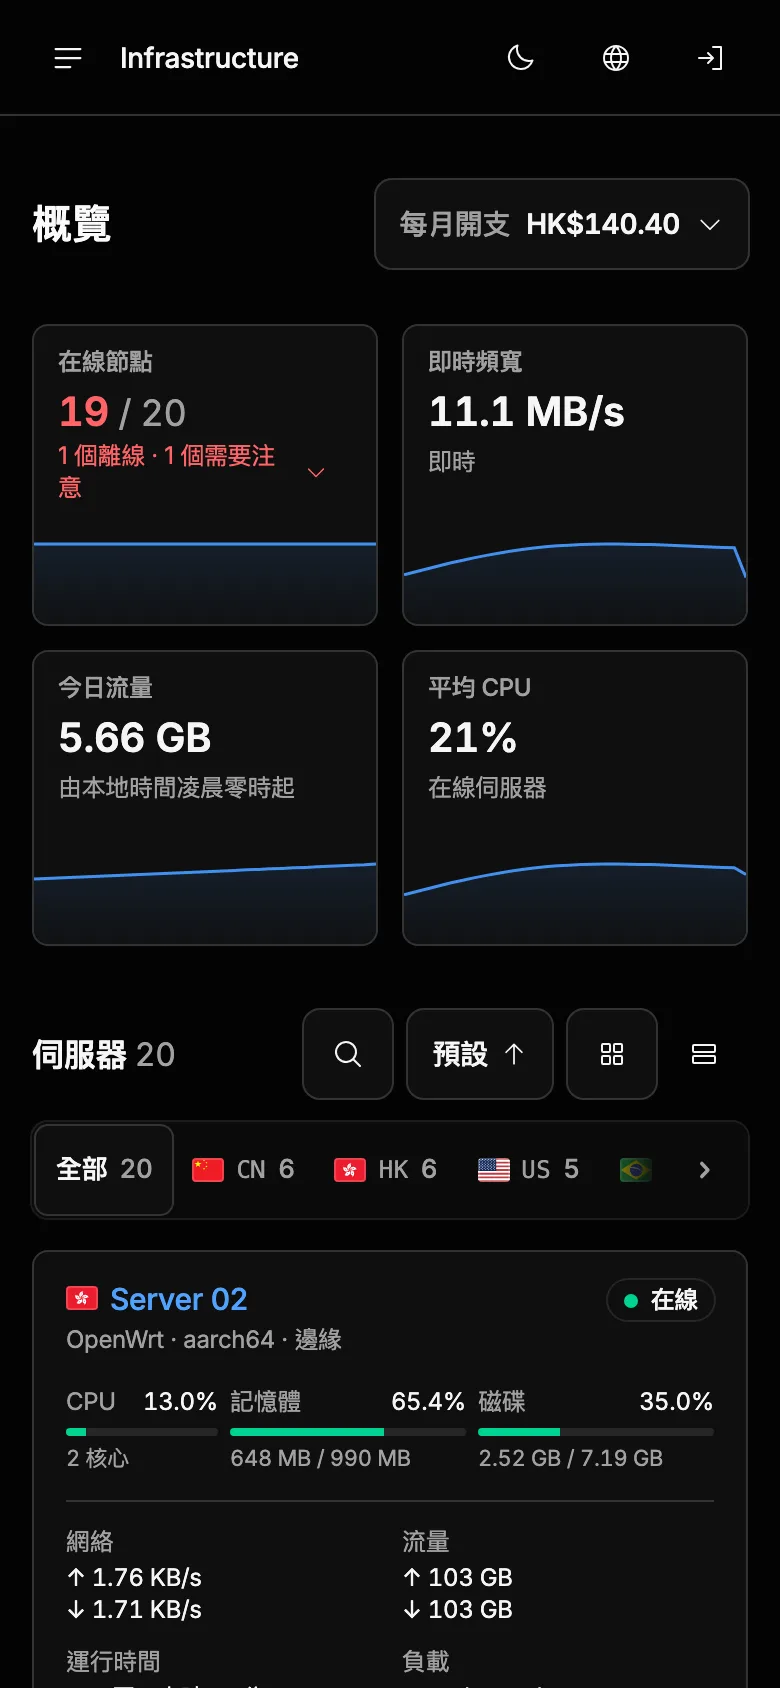 Infrastructure
概覽
每月開支 HK$140.40
在線節點
19 / 20
1 個離線 · 1 個需要注
意
即時頻寬
11.1 MB/s
即時
今日流量
5.66 GB
由本地時間凌晨零時起
平均 CPU
21%
在線伺服器
伺服器 20
預設 ↑
全部 20 CN 6 HK 6 US 5
Server 02
在線
OpenWrt · aarch64 · 邊緣
CPU 13.0%
2 核心
記憶體 65.4%
648 MB / 990 MB
磁碟 35.0%
2.52 GB / 7.19 GB
網絡
↑ 1.76 KB/s
↓ 1.71 KB/s
流量
↑ 103 GB
↓ 103 GB
運行時間
負載